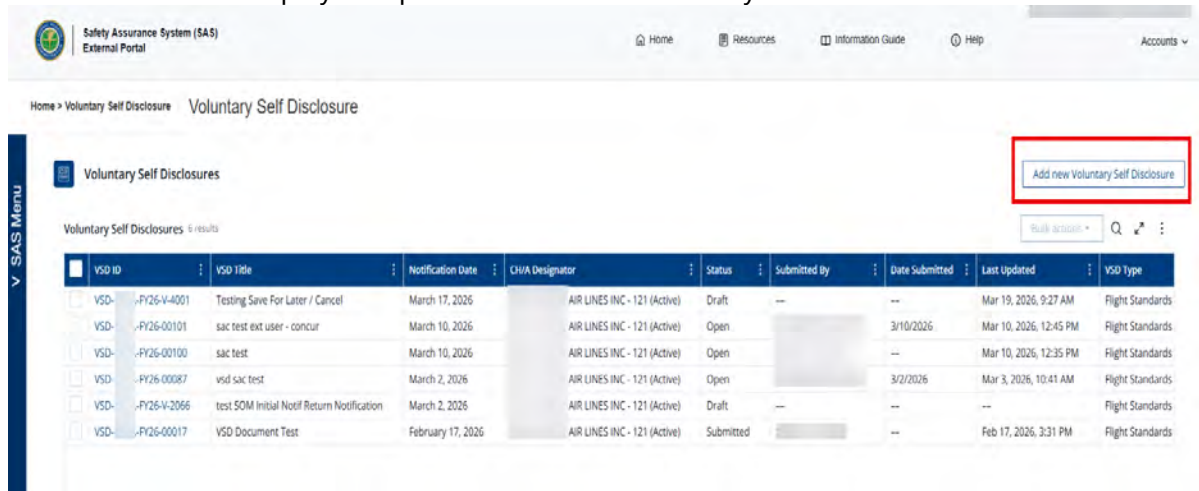 Safety Assurance System (SAS)
External Portal
Home Resources Information Guide Help Accounts
Home > Voluntary Self Disclosure Voluntary Self Disclosure
SAS Menu
Voluntary Self Disclosures
Add new Voluntary Self Disclosure
Voluntary Self Disclosures 6 results
Bulk actions
VSD ID VSD Title Notification Date CH/A Designator Status Submitted By Date Submitted Last Updated VSD Type
VSD- -FY26-V-4001 Testing Save For Later / Cancel March 17, 2026 AIR LINES INC - 121 (Active) Draft --- --- Mar 19, 2026, 9:27 AM Flight Standards
VSD- -FY26-00101 sac test ext user - concur March 10, 2026 AIR LINES INC - 121 (Active) Open 3/10/2026 Mar 10, 2026, 12:45 PM Flight Standards
VSD- -FY26-00100 sac test March 10, 2026 AIR LINES INC - 121 (Active) Open --- Mar 10, 2026, 12:35 PM Flight Standards
VSD- -FY26-00087 vsd sac test March 2, 2026 AIR LINES INC - 121 (Active) Open 3/2/2026 Mar 3, 2026, 10:41 AM Flight Standards
VSD- -FY26-V-2066 test SOM Initial Notif Return Notification March 2, 2026 AIR LINES INC - 121 (Active) Draft --- --- --- Flight Standards
VSD- -FY26-00017 VSD Document Test February 17, 2026 AIR LINES INC - 121 (Active) Submitted --- Feb 17, 2026, 3:31 PM Flight Standards